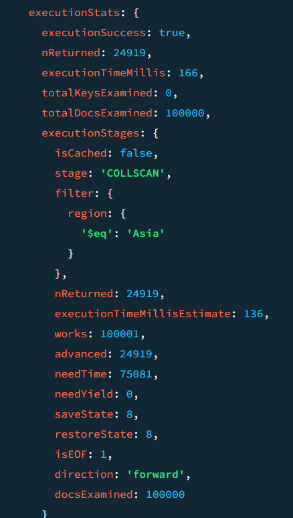 executionStats: {
executionSuccess: true,
nReturned: 24919,
executionTimeMillis: 166,
totalKeysExamined: 0,
totalDocsExamined: 100000,
executionStages: {
isCached: false,
stage: 'COLLSCAN',
filter: {
region: {
'$eq': 'Asia'
}
},
nReturned: 24919,
executionTimeMillisEstimate: 136,
works: 100001,
advanced: 24919,
needTime: 75081,
needYield: 0,
saveState: 8,
restoreState: 8,
isEOF: 1,
direction: 'forward',
docsExamined: 100000
}